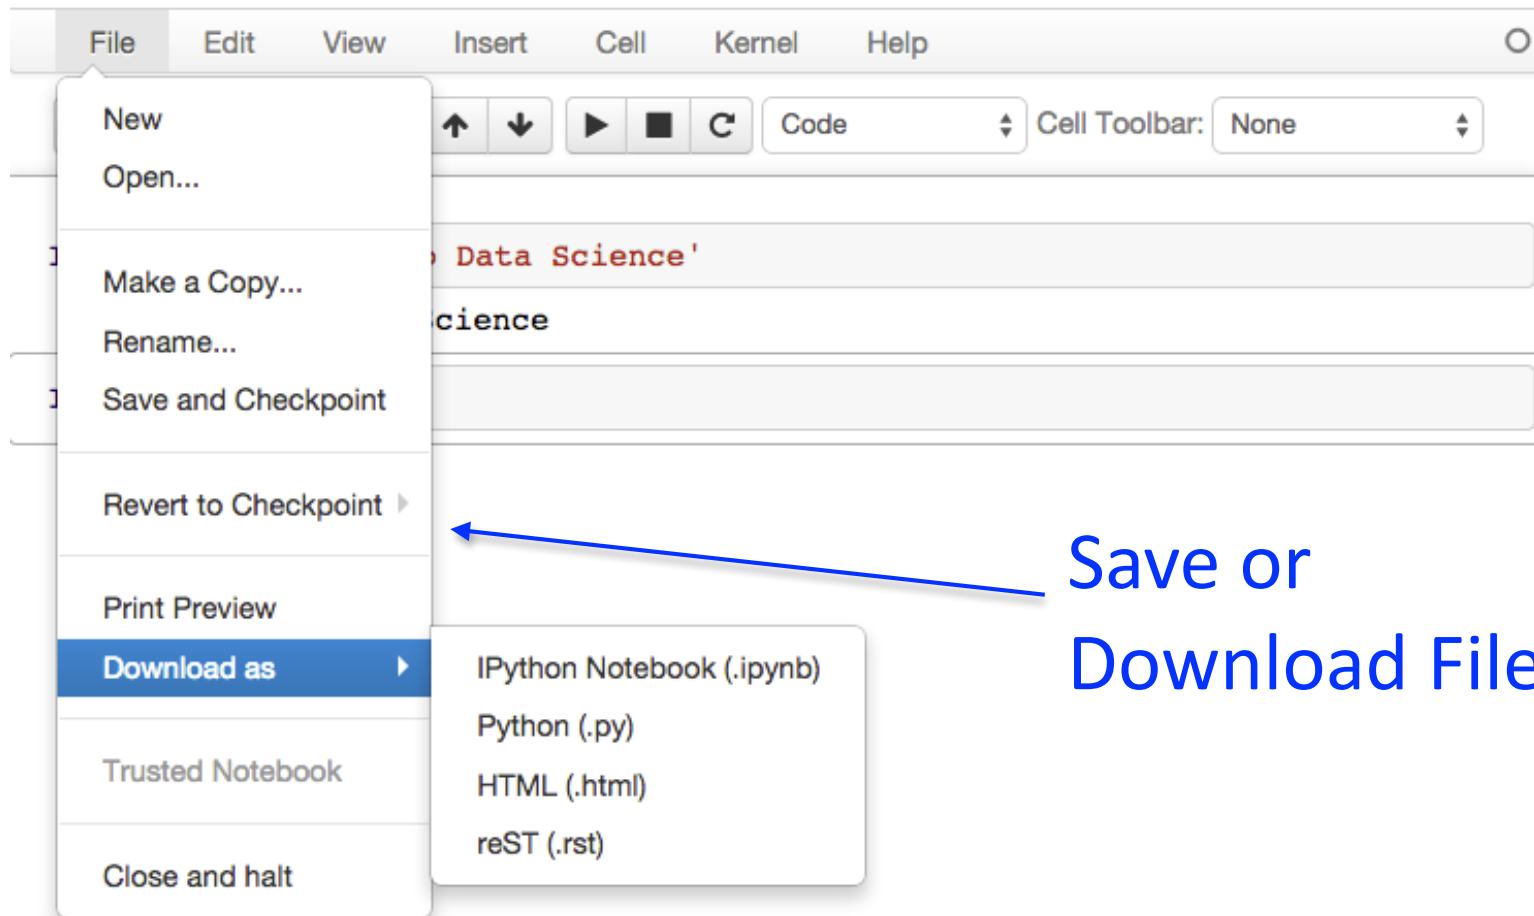 File Edit View Insert Cell Kernel Help
New
Code Cell Toolbar: None
Open...
Data Science'
Make a Copy...
Rename...
Save and Checkpoint
Revert to Checkpoint
Save or
Download File
Print Preview
Download as
IPython Notebook (.ipynb)
Python (.py)
HTML (.html)
reST (.rst)
Trusted Notebook
Close and halt